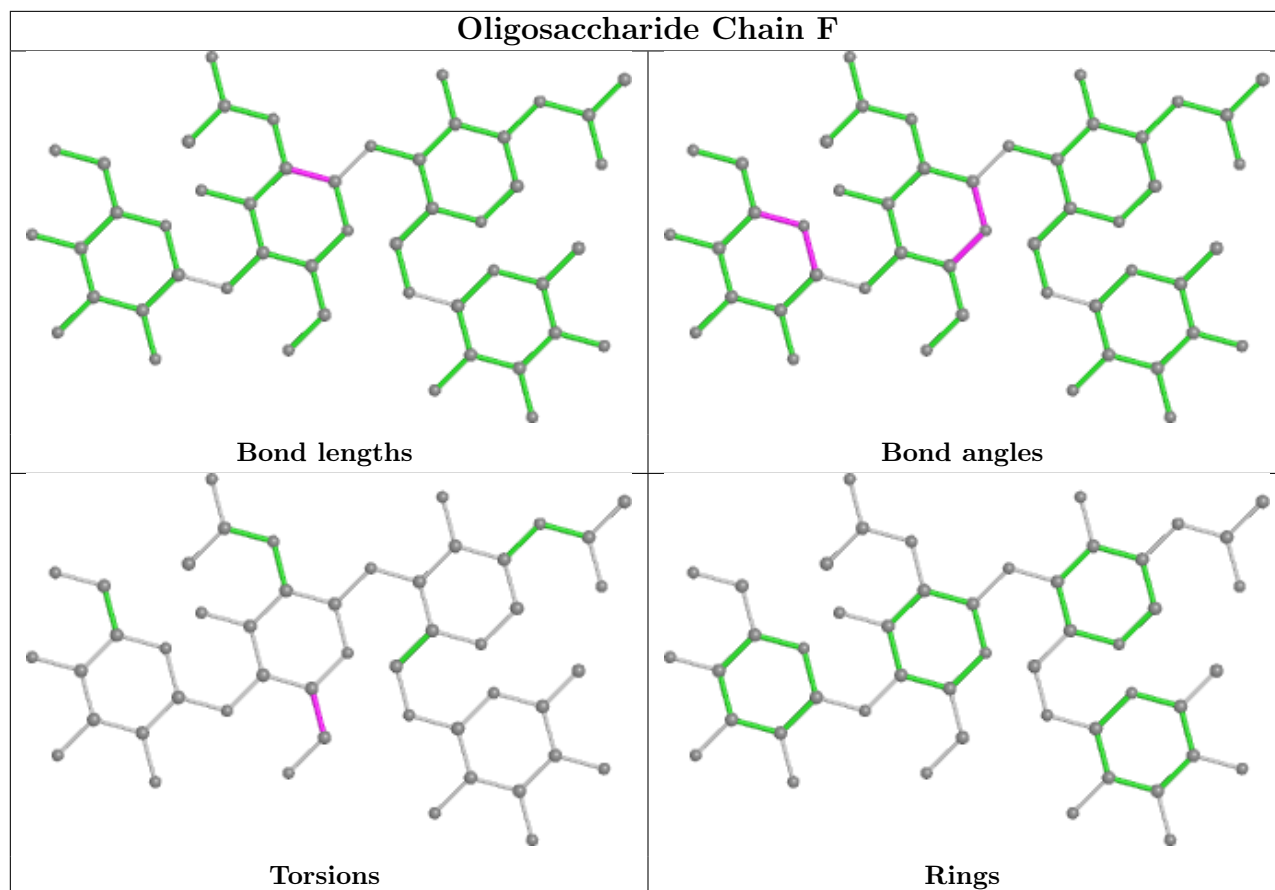 Oligosaccharide Chain F
Bond lengths
Bond angles
Torsions
Rings